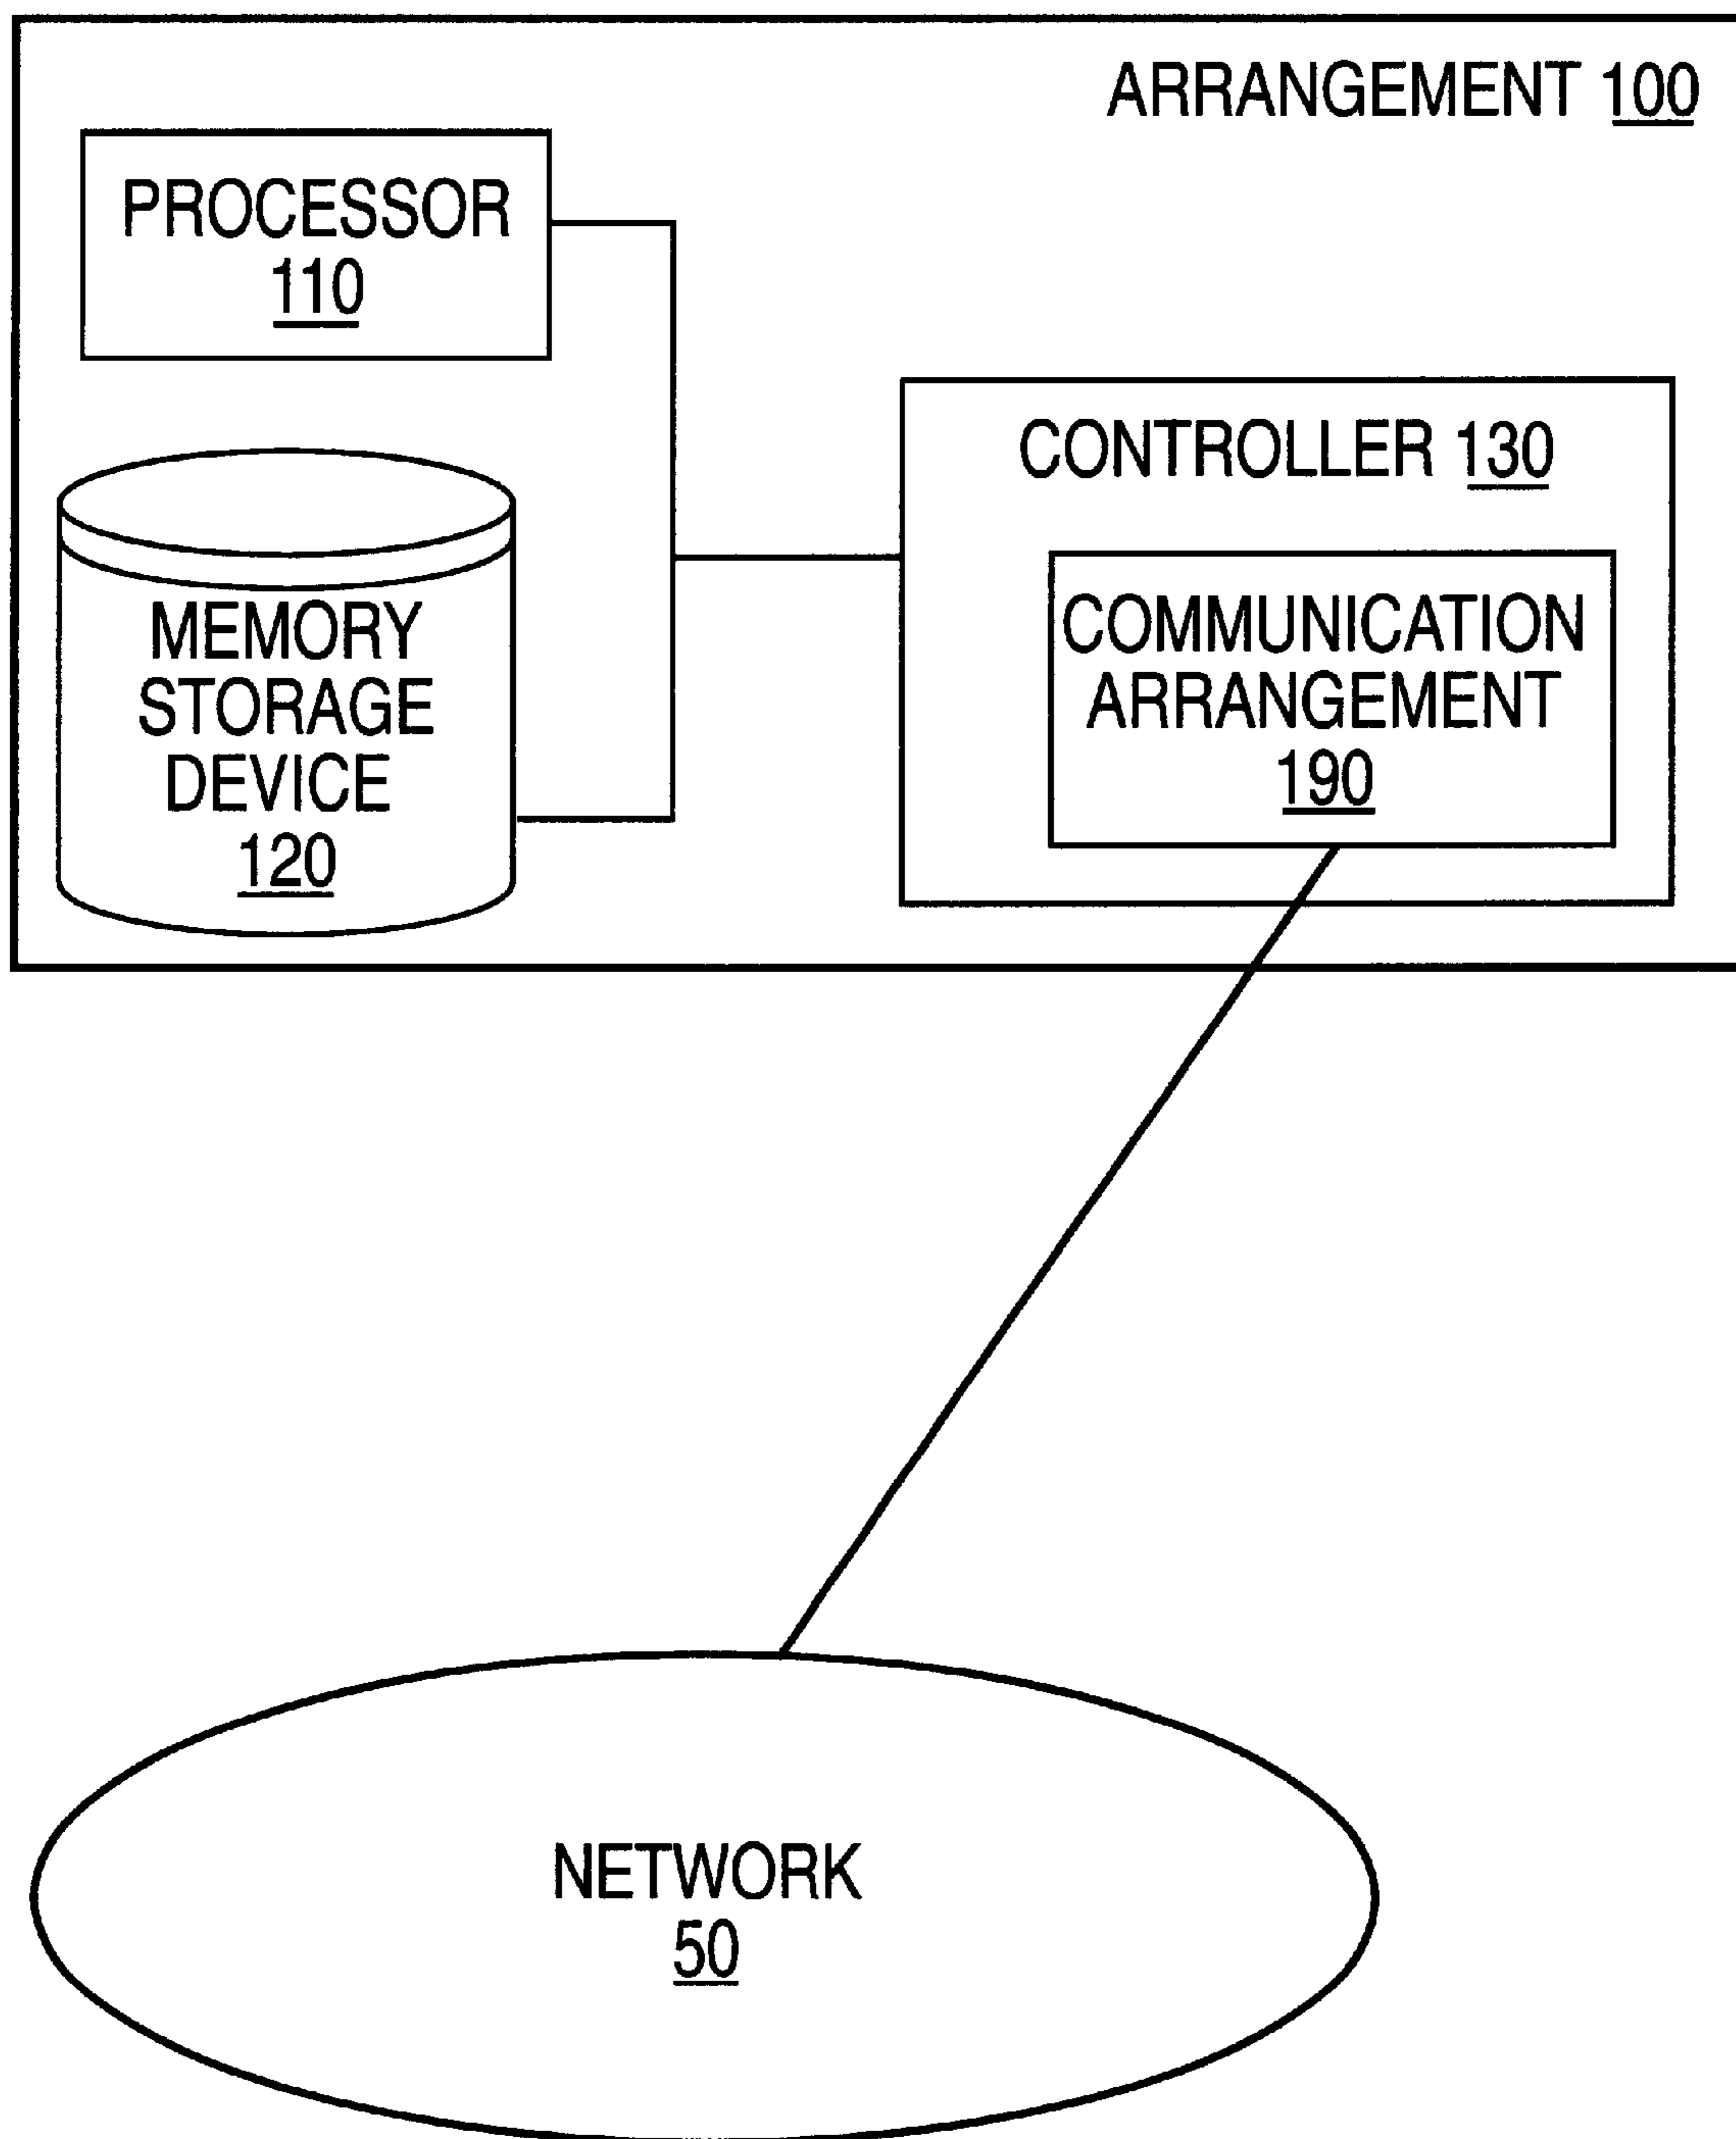 ARRANGEMENT 100
PROCESSOR
110
CONTROLLER 130
MEMORY
STORAGE
DEVICE
120
COMMUNICATION
ARRANGEMENT
190
NETWORK
50